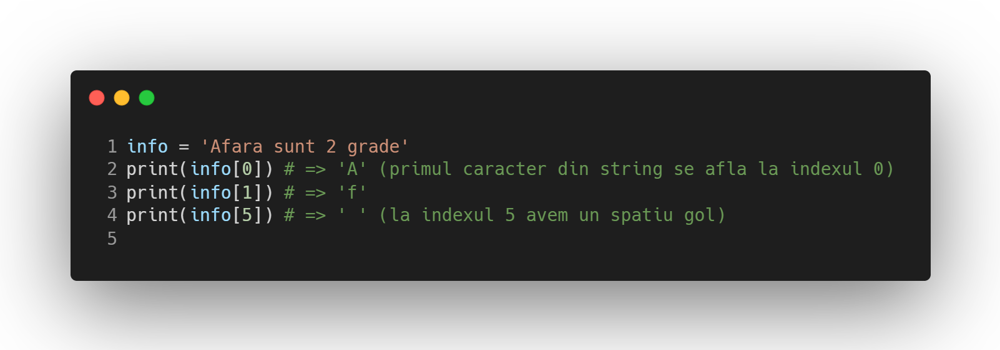 1 info = 'Afara sunt 2 grade'
2 print(info[0]) # => 'A' (primul caracter din string se afla la indexul 0)
3 print(info[1]) # => 'f'
4 print(info[5]) # => ' ' (la indexul 5 avem un spatiu gol)
5